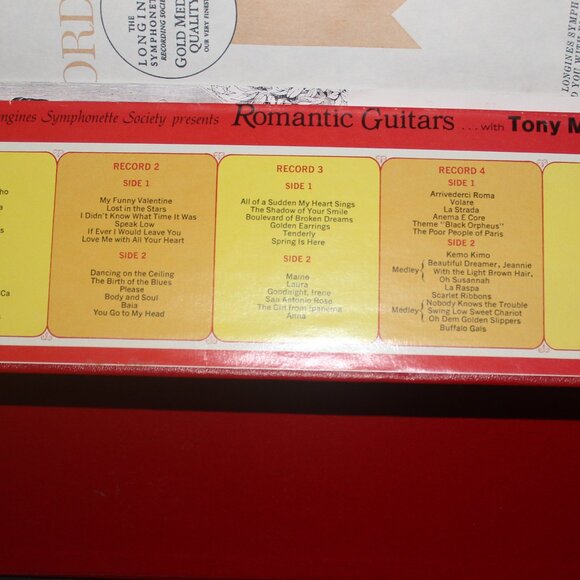 ORD
THE
LONGINES
SYMPHONETTE
RECORDING SOCIETY
GOLD MEDAL
QUALITY
OUR VERY FINEST
LONGINES SYMPH
Longines Symphonette Society presents Romantic Guitars ... with Tony M
RECORD 2
SIDE 1
My Funny Valentine
Lost in the Stars
I Didn't Know What Time It Was
Speak Low
If Ever I Would Leave You
Love Me with All Your Heart
SIDE 2
Dancing on the Ceiling
The Birth of the Blues
Please
Body and Soul
Baia
You Go to My Head
RECORD 3
SIDE 1
All of a Sudden My Heart Sings
The Shadow of Your Smile
Boulevard of Broken Dreams
Golden Earrings
Tenderly
Spring Is Here
SIDE 2
Mame
Laura
Goodnight, Irene
San Antonio Rose
The Girl from Ipanema
Anna
RECORD 4
SIDE 1
Arrivederci Roma
Volare
La Strada
Anema E Core
Theme "Black Orpheus"
The Poor People of Paris
SIDE 2
Kemo Kimo
Medley
Beautiful Dreamer, Jeannie
With the Light Brown Hair,
Oh Susannah
La Raspa
Scarlet Ribbons
Medley
Nobody Knows the Trouble
Swing Low Sweet Chariot
Oh Dem Golden Slippers
Buffalo Gals